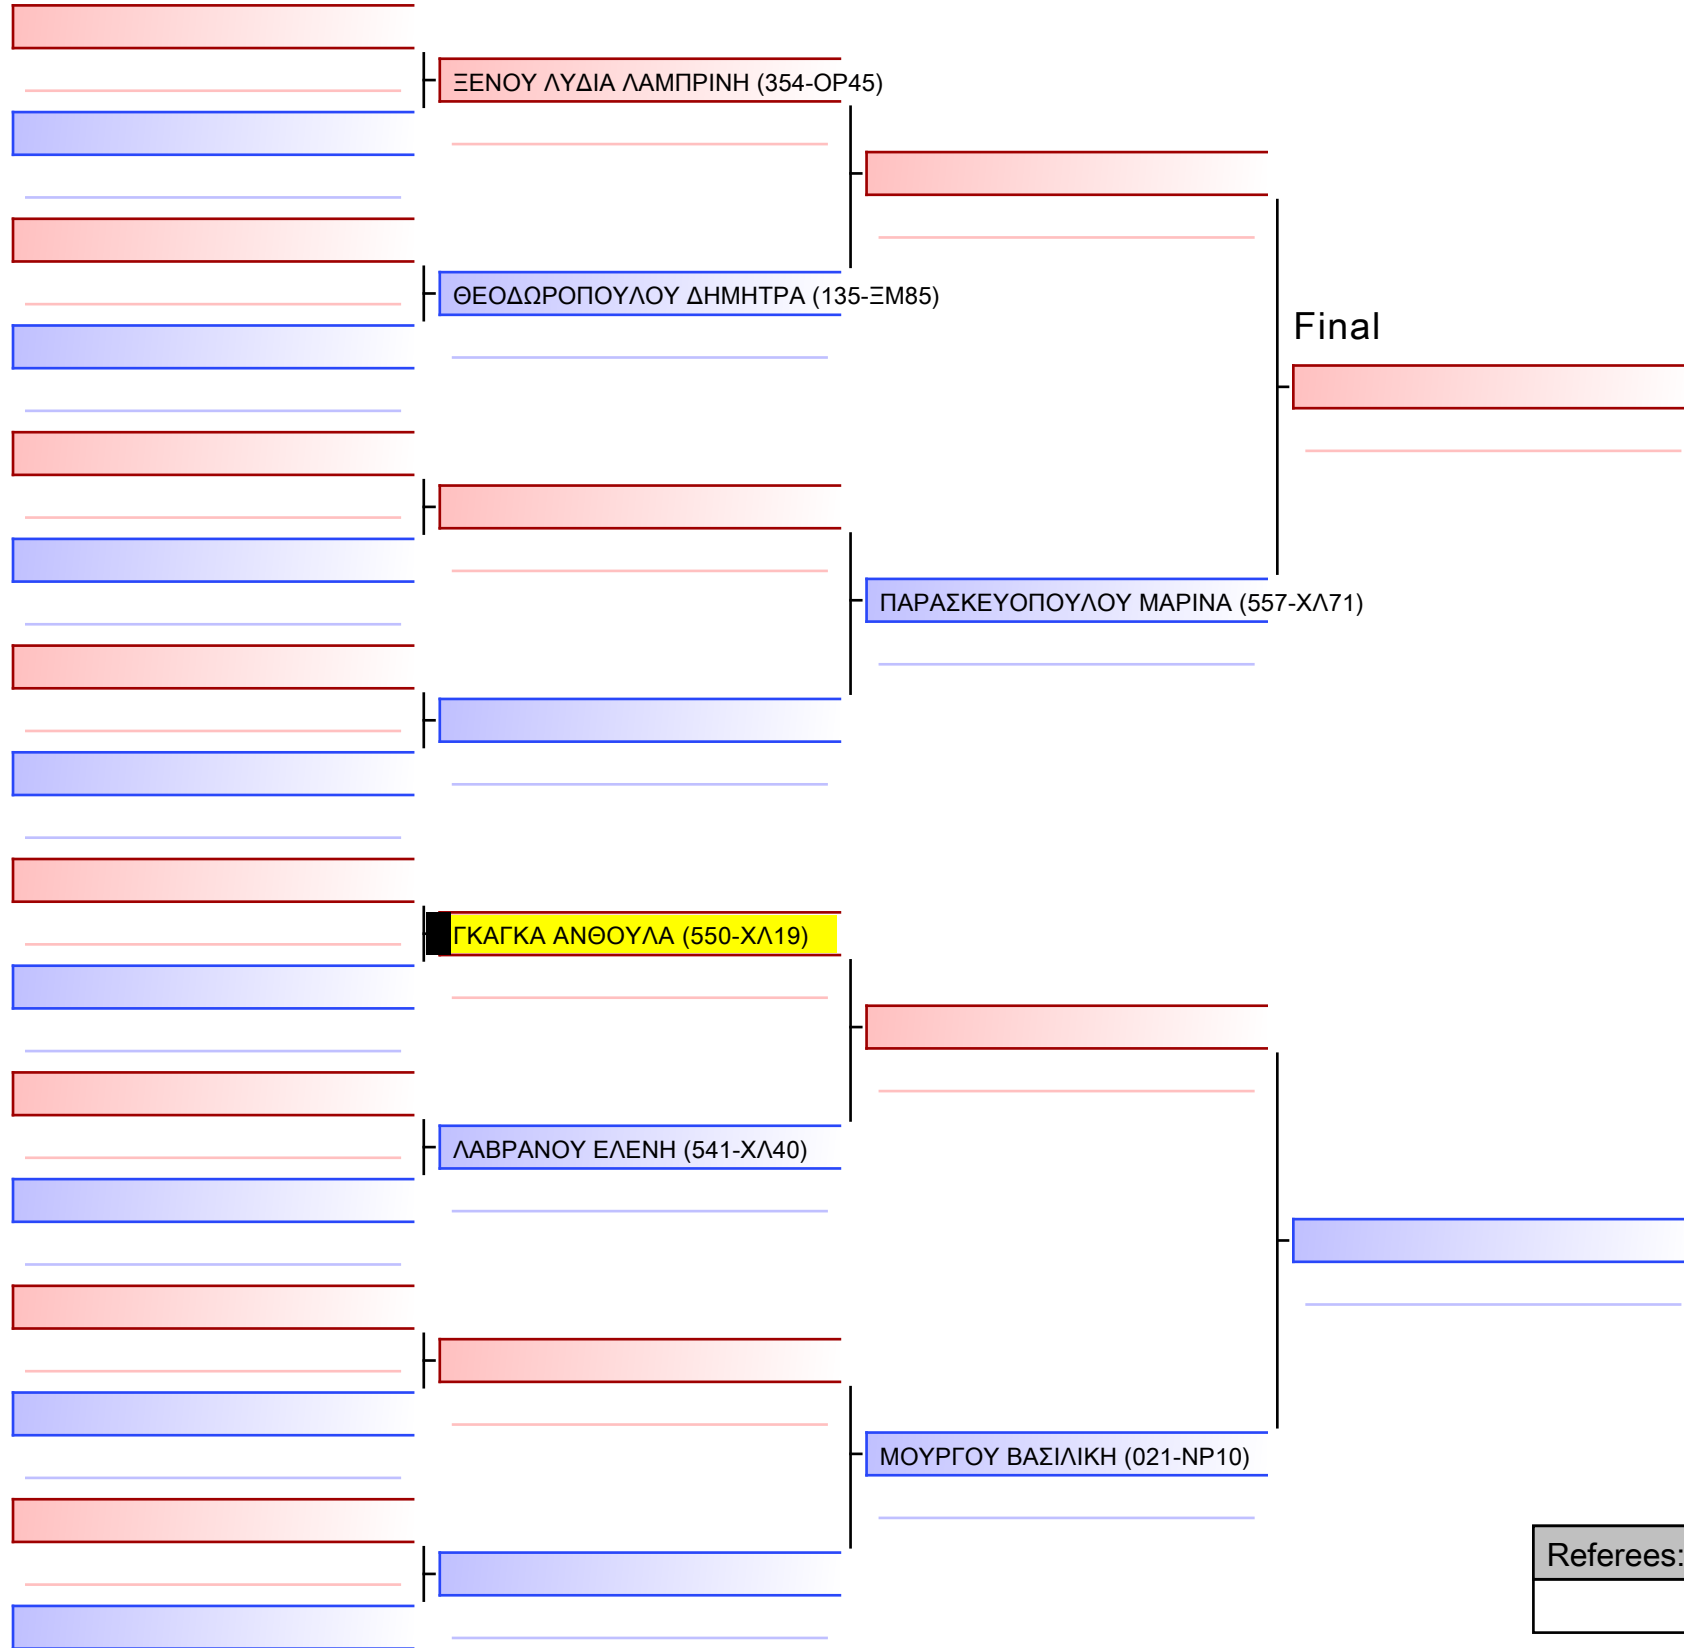 ΞΕΝΟΥ ΛΥΔΙΑ ΛΑΜΠΡΙΝΗ (354-ΟΡ45)
ΘΕΟΔΩΡΟΠΟΥΛΟΥ ΔΗΜΗΤΡΑ (135-ΞΜ85)
Final
ΠΑΡΑΣΚΕΥΟΠΟΥΛΟΥ ΜΑΡΙΝΑ (557-ΧΛ71)
ΓΚΑΓΚΑ ΑΝΘΟΥΛΑ (550-ΧΛ19)
ΛΑΒΡΑΝΟΥ ΕΛΕΝΗ (541-ΧΛ40)
ΜΟΥΡΓΟΥ ΒΑΣΙΛΙΚΗ (021-ΝΡ10)
Referees: